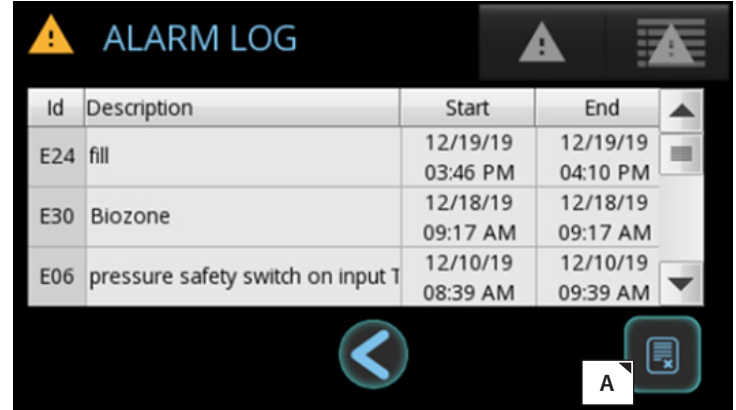 ALARM LOG
Id Description Start End
E24 fill 12/19/19 03:46 PM 12/19/19 04:10 PM
E30 Biozone 12/18/19 09:17 AM 12/18/19 09:17 AM
E06 pressure safety switch on input T 12/10/19 08:39 AM 12/10/19 09:39 AM
A